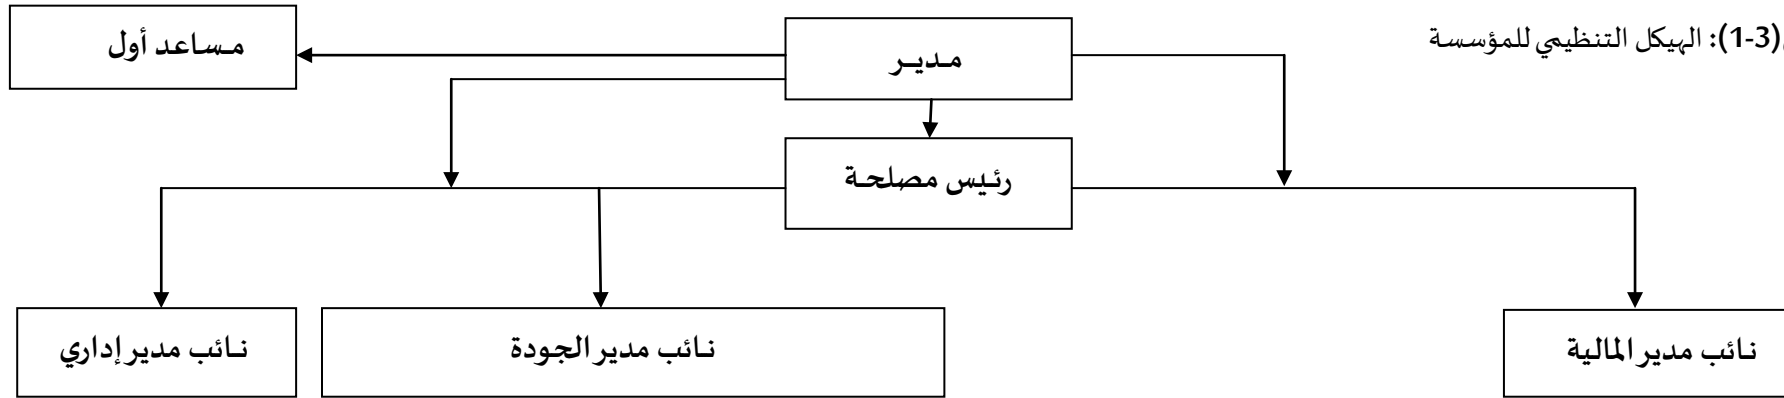 (1-3): الهيكل التنظيمي للمؤسسة
مدير
مساعد أول
رئيس مصلحة
نائب مدير المالية
نائب مدير الجودة
نائب مدير إداري